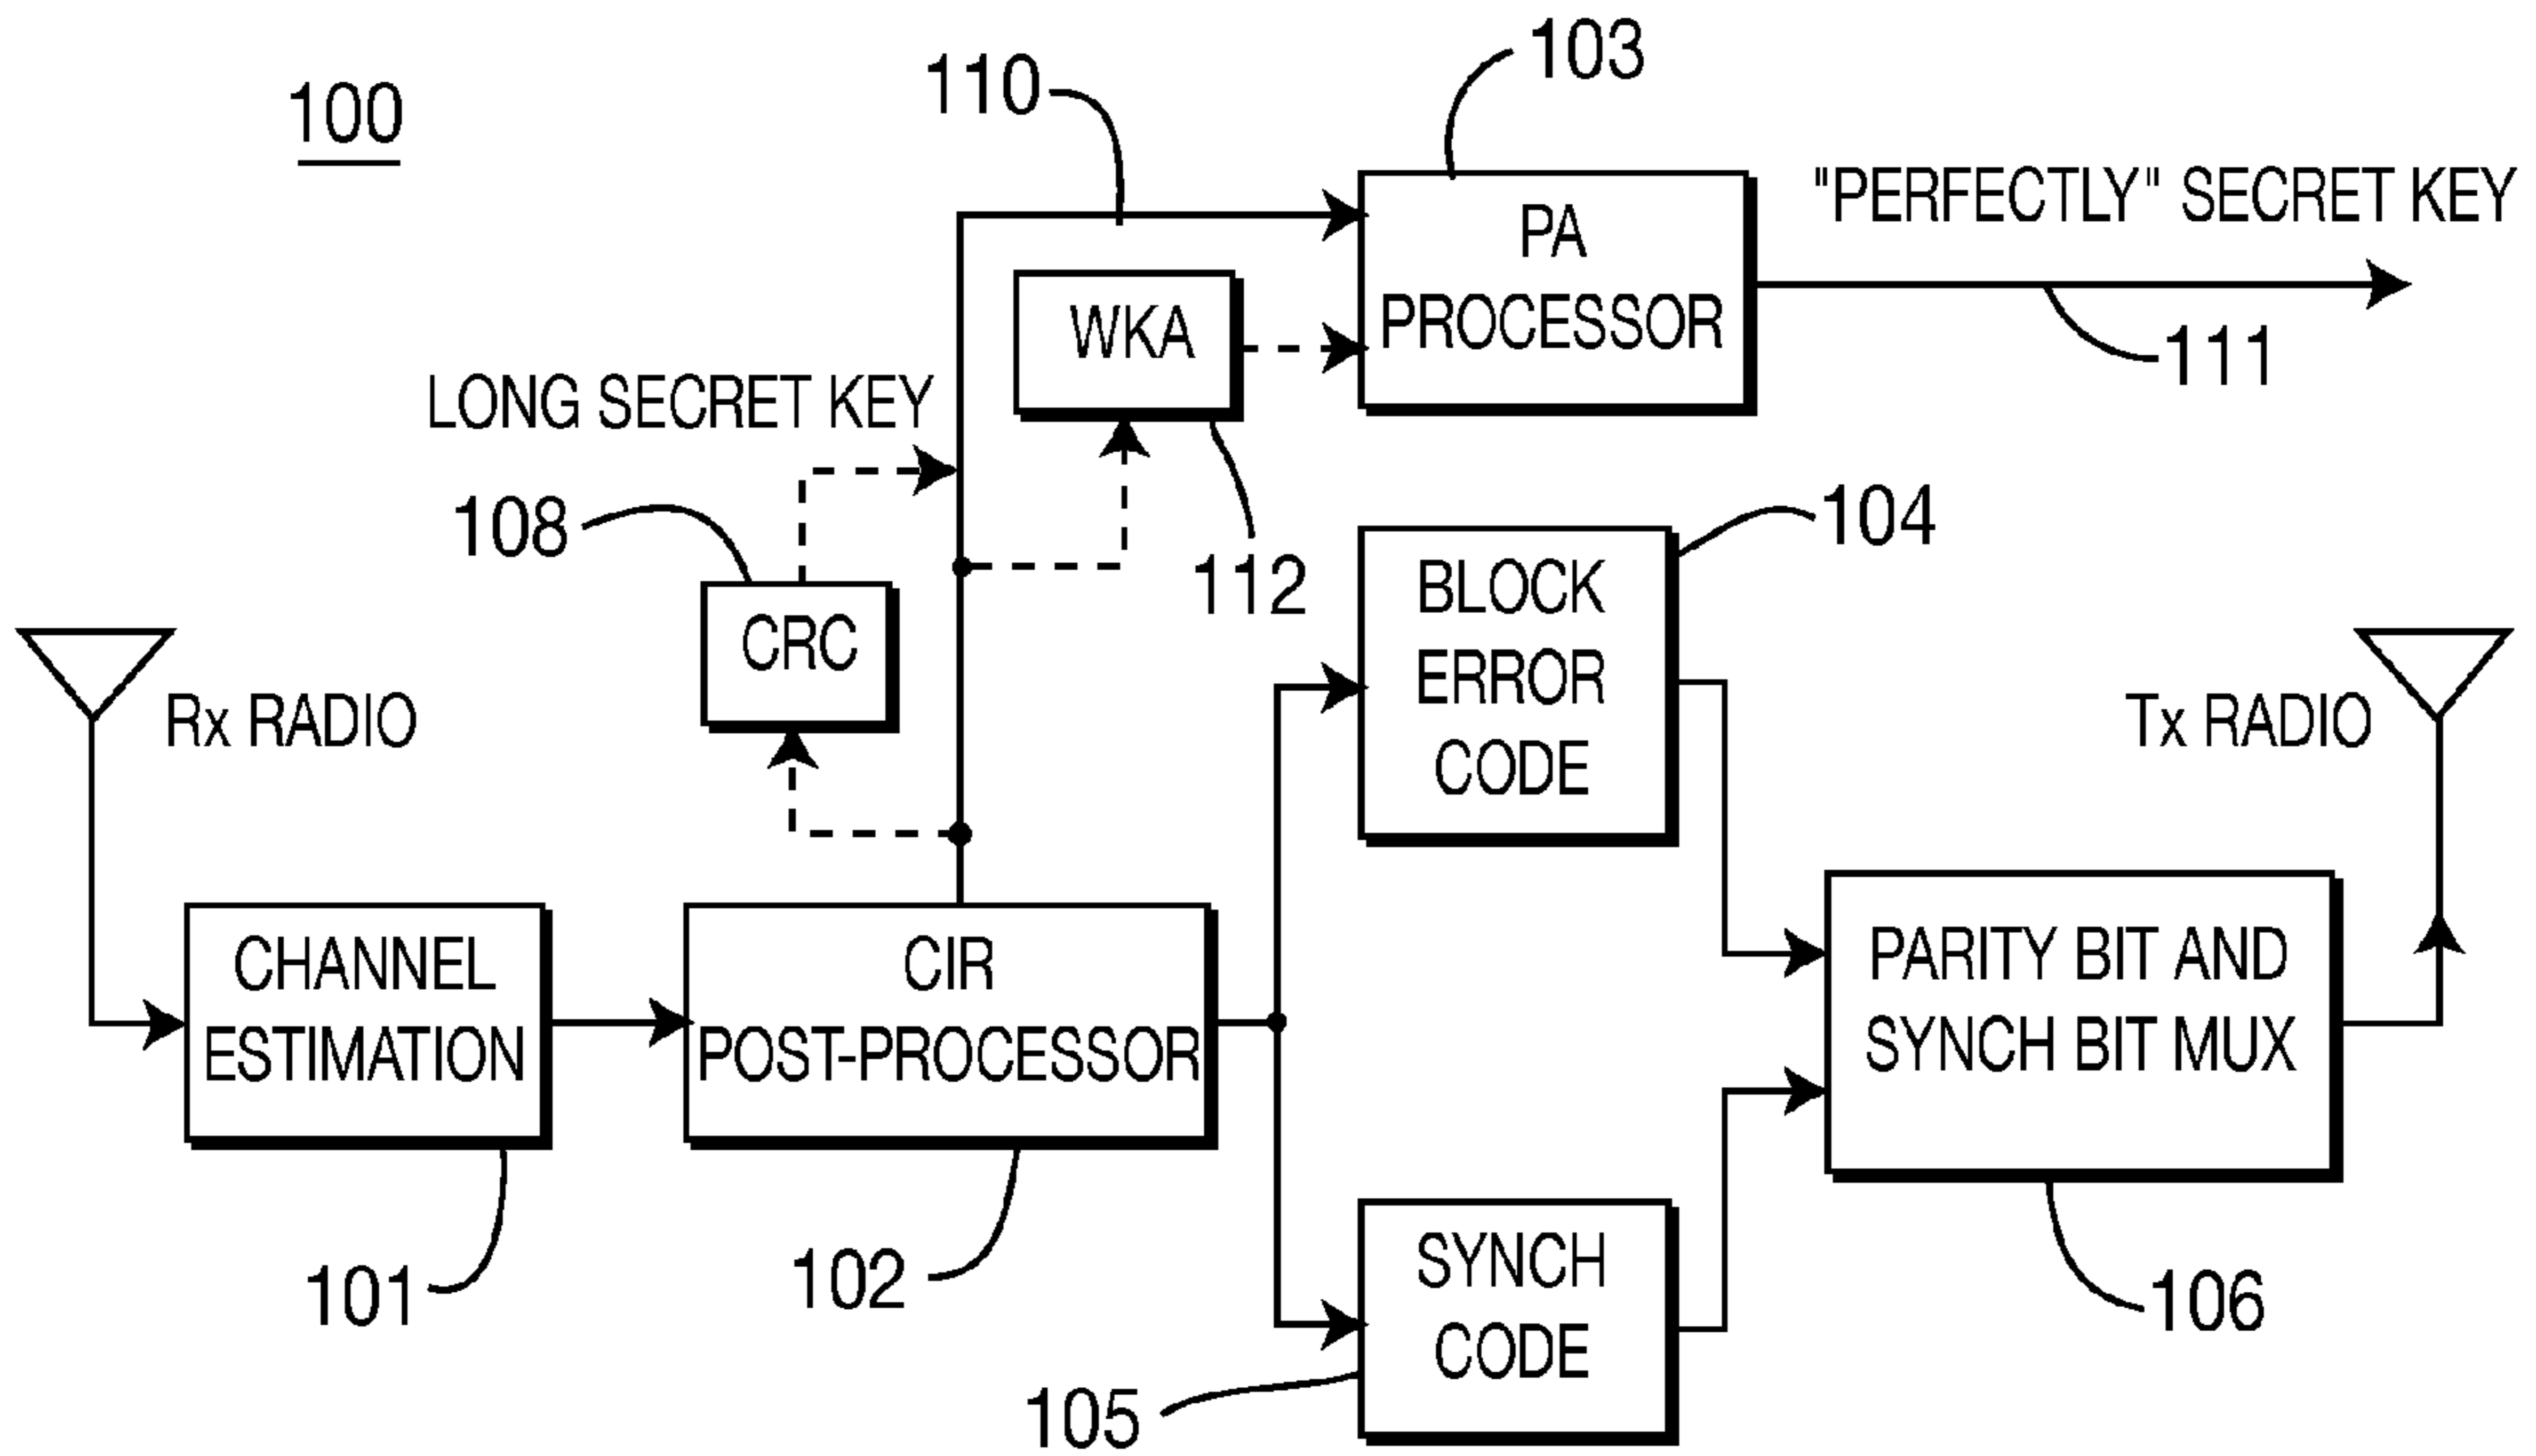 100
110
103
PA
PROCESSOR
"PERFECTLY" SECRET KEY
111
WKA
LONG SECRET KEY
108
112
CRC
104
BLOCK
ERROR
CODE
Rx RADIO
Tx RADIO
CHANNEL
ESTIMATION
CIR
POST-PROCESSOR
PARITY BIT AND
SYNCH BIT MUX
101
102
SYNCH
CODE
105
106